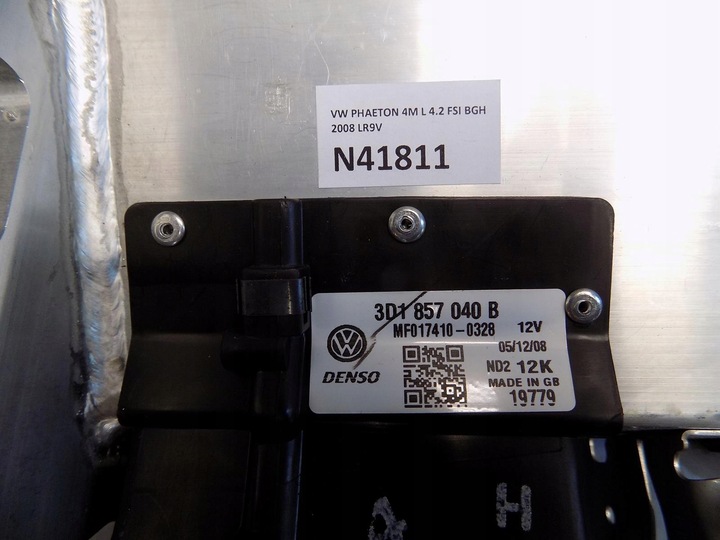 VW PHAETON 4M L 4.2 FSI BGH
2008 LR9V
N41811
3D1 857 040 B
MF017410-0328 12V
05/12/08
ND2 12K
DENSO
MADE IN GB
19779
H